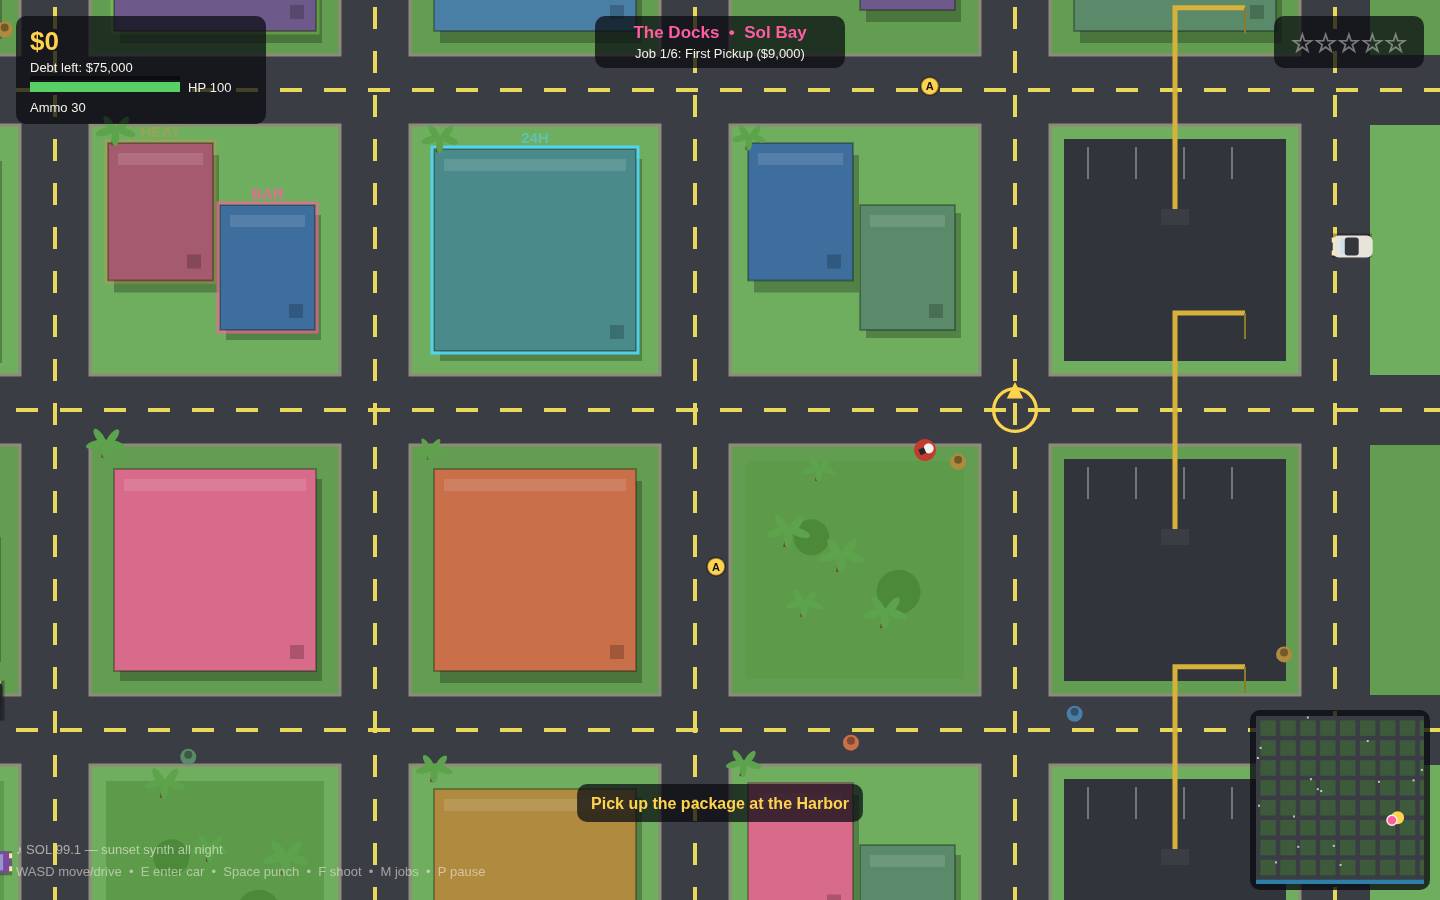 $0
Debt left: $75,000
HP 100
Ammo 30
The Docks • Sol Bay
Job 1/6: First Pickup ($9,000)
☆☆☆☆☆
A
HEAT
24H
BAR
A
Pick up the package at the Harbor
♪ SOL 99.1 — sunset synth all night
WASD move/drive • E enter car • Space punch • F shoot • M jobs • P pause